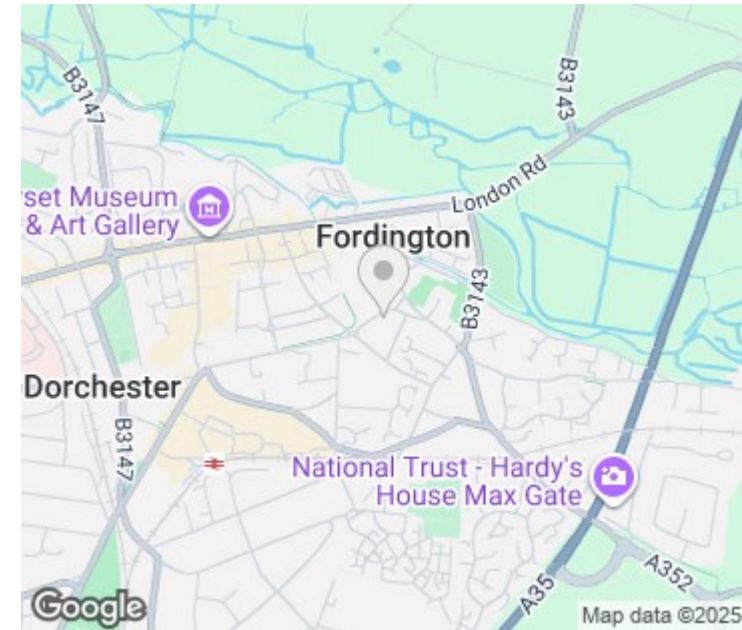 B3147
B3143
London Rd
rset Museum
& Art Gallery
Fordington
B3143
Dorchester
B3147
National Trust - Hardy's
House Max Gate
A35
A352
Google
Map data ©2025